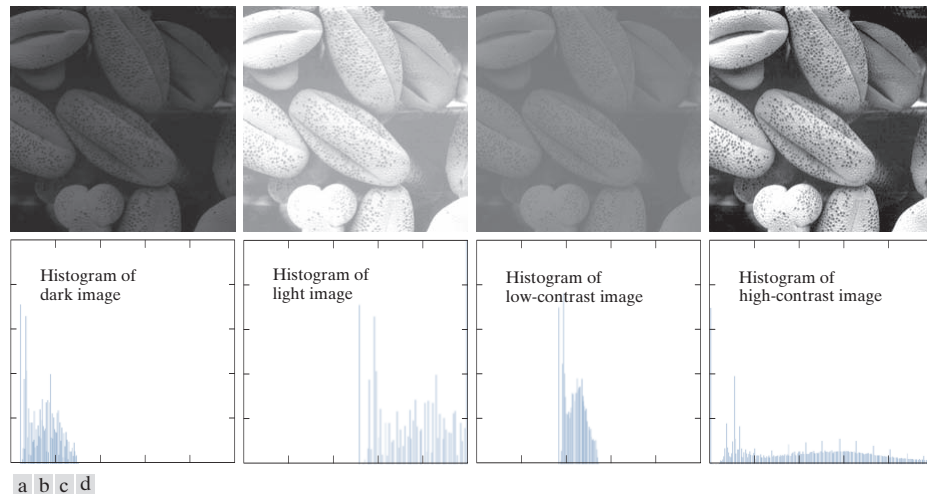 Histogram of
dark image
Histogram of
light image
Histogram of
low-contrast image
Histogram of
high-contrast image
a b c d